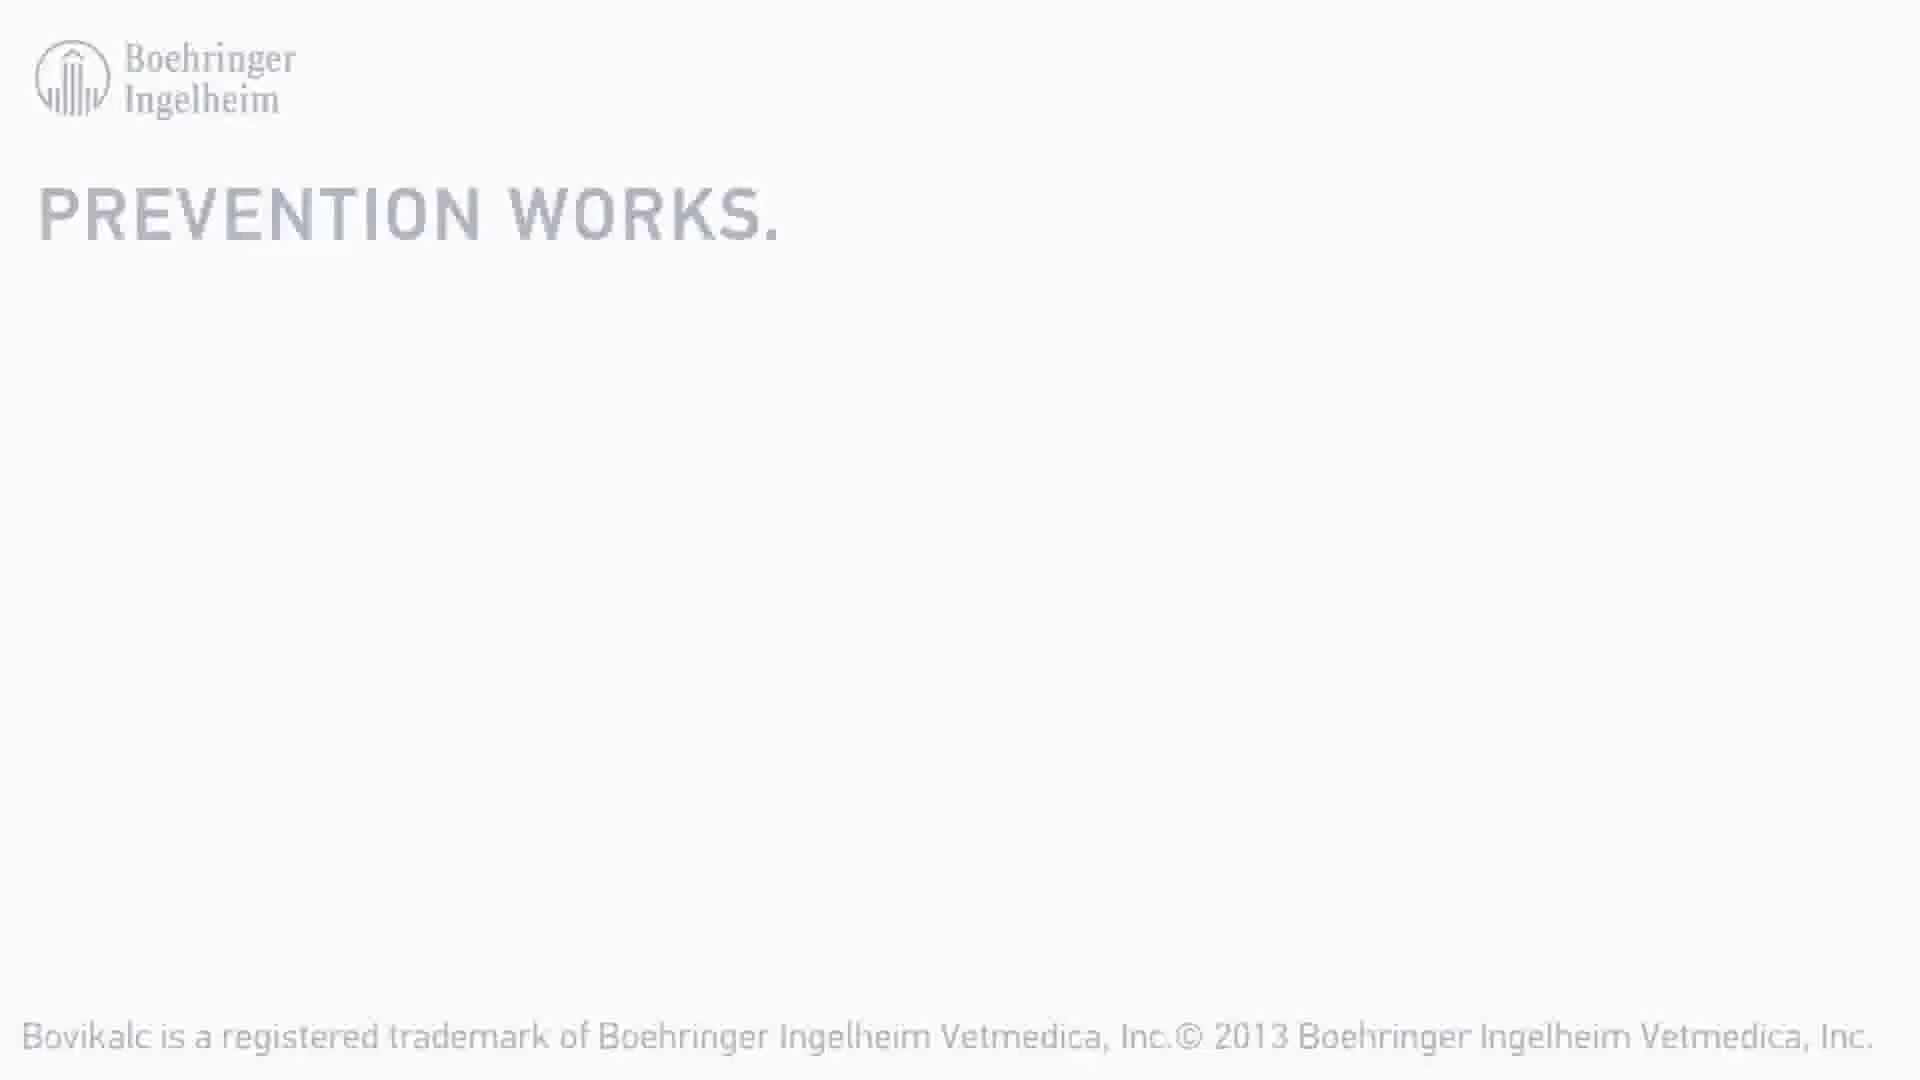 Boehringer
Ingelheim
PREVENTION WORKS.
Bovikalc is a registered trademark of Boehringer Ingelheim Vetmedica, Inc.© 2013 Boehringer Ingelheim Vetmedica, Inc.